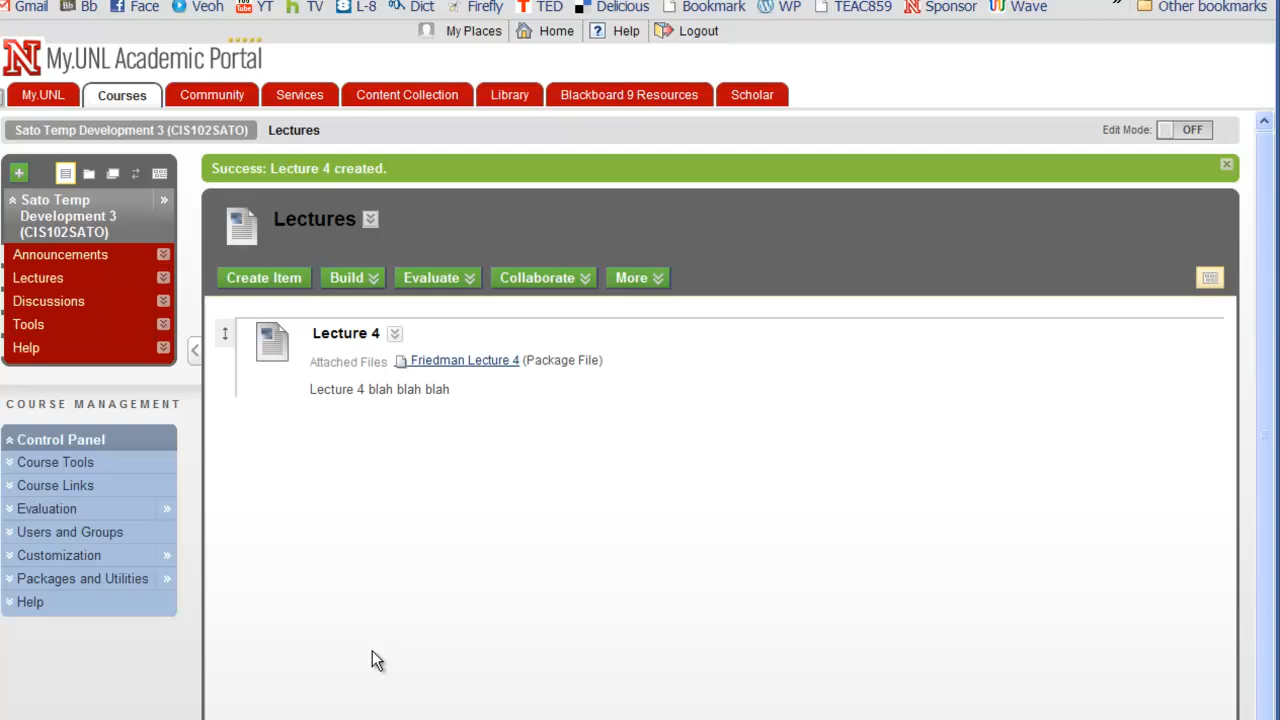 Gmail Bb Face Veoh YT TV L-8 Dict Firefly TED Delicious Bookmark WP TEAC859 Sponsor Wave » Other bookmarks
My Places Home ? Help Logout
N My.UNL Academic Portal
My.UNL Courses Community Services Content Collection Library Blackboard 9 Resources Scholar
Sato Temp Development 3 (CIS102SATO) Lectures Edit Mode: OFF
Success: Lecture 4 created.
Sato Temp
Development 3
(CIS102SATO)
Announcements
Lectures
Discussions
Tools
Help
COURSE MANAGEMENT
Control Panel
Course Tools
Course Links
Evaluation
Users and Groups
Customization
Packages and Utilities
Help
Lectures
Create Item Build Evaluate Collaborate More
Lecture 4
Attached Files Friedman Lecture 4 (Package File)
Lecture 4 blah blah blah